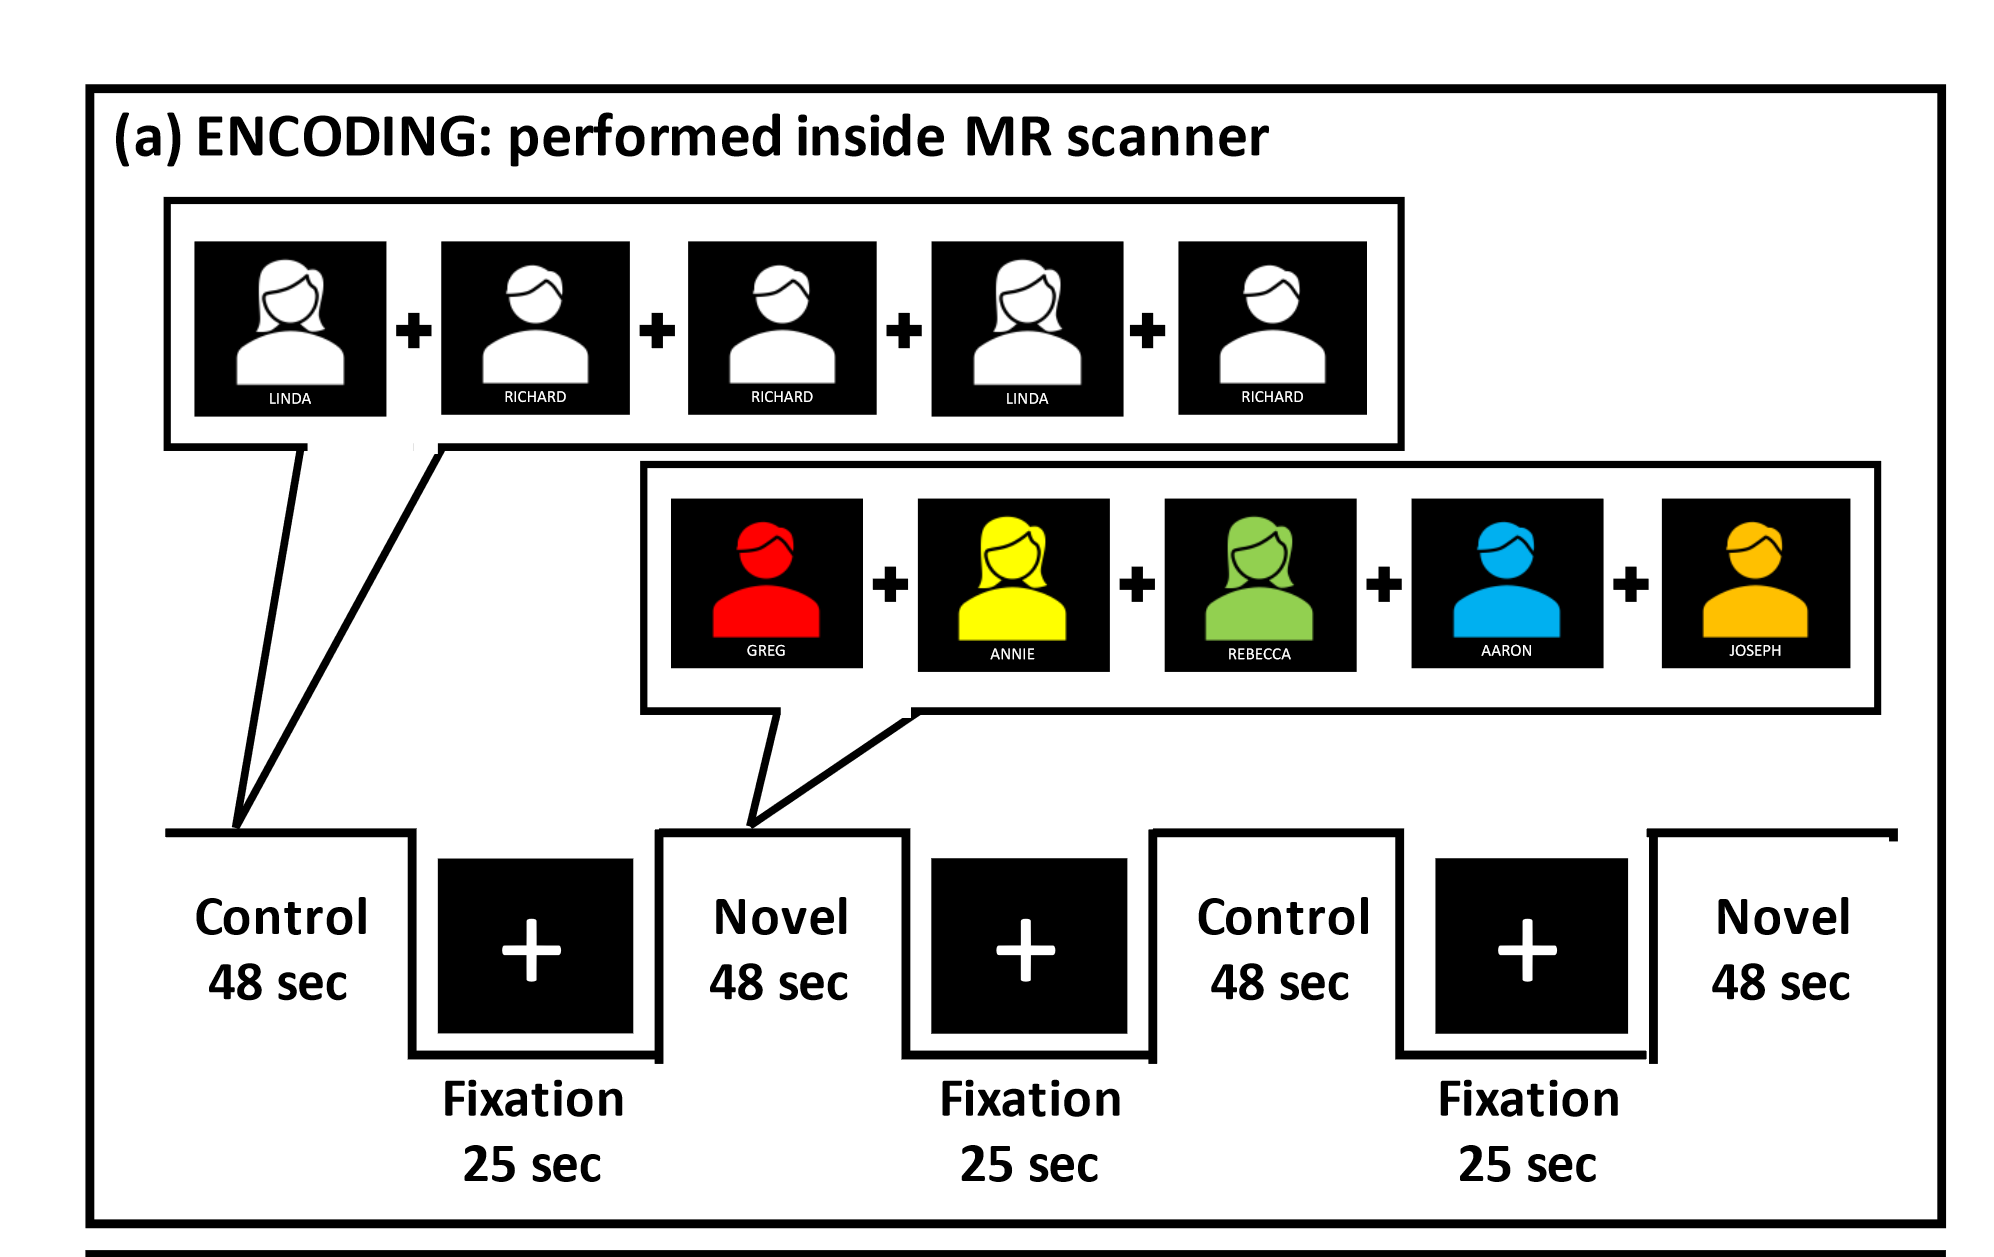 (a) ENCODING: performed inside MR scanner
LINDA
RICHARD
RICHARD
LINDA
RICHARD
GREG
ANNIE
REBECCA
AARON
JOSEPH
Control
48 sec
Fixation
25 sec
Novel
48 sec
Fixation
25 sec
Control
48 sec
Fixation
25 sec
Novel
48 sec